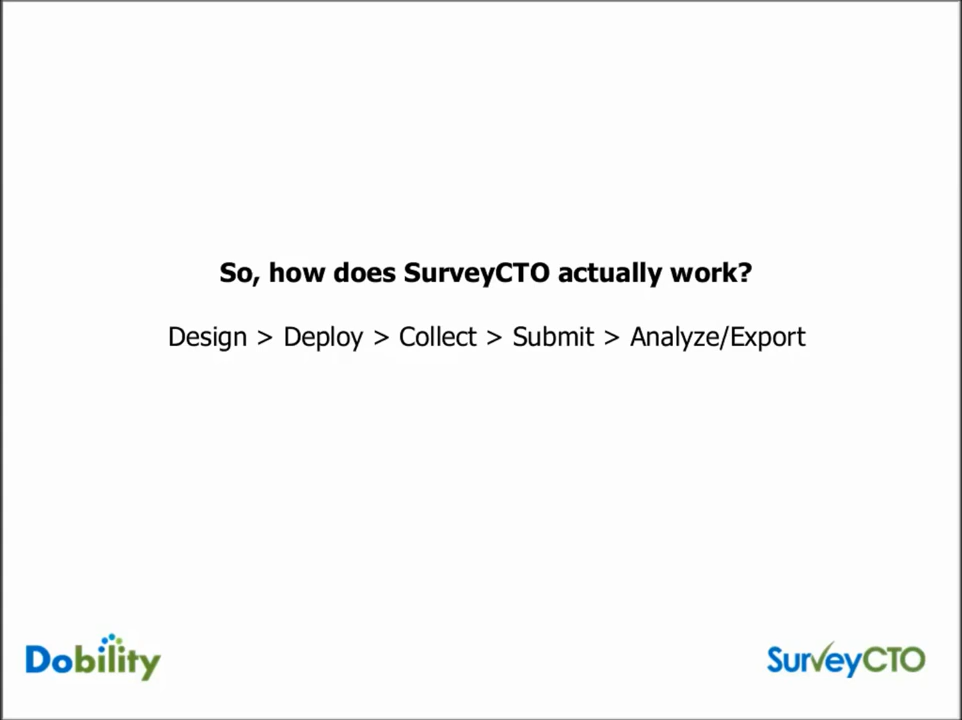 So, how does SurveyCTO actually work?
Design > Deploy > Collect > Submit > Analyze/Export
Dobility
SurveyCTO